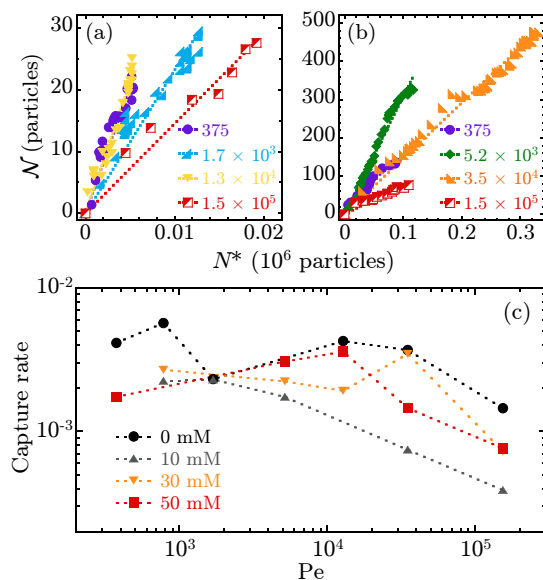 (a)
(b)
30
20
10
0
𝒩 (particles)
375
1.7 × 10³
1.3 × 10⁴
1.5 × 10⁵
0
0.01
0.02
500
400
300
200
100
0
375
5.2 × 10³
3.5 × 10⁴
1.5 × 10⁵
0
0.1
0.2
0.3
N* (10⁶ particles)
(c)
10⁻²
10⁻³
Capture rate
0 mM
10 mM
30 mM
50 mM
10³
10⁴
10⁵
Pe